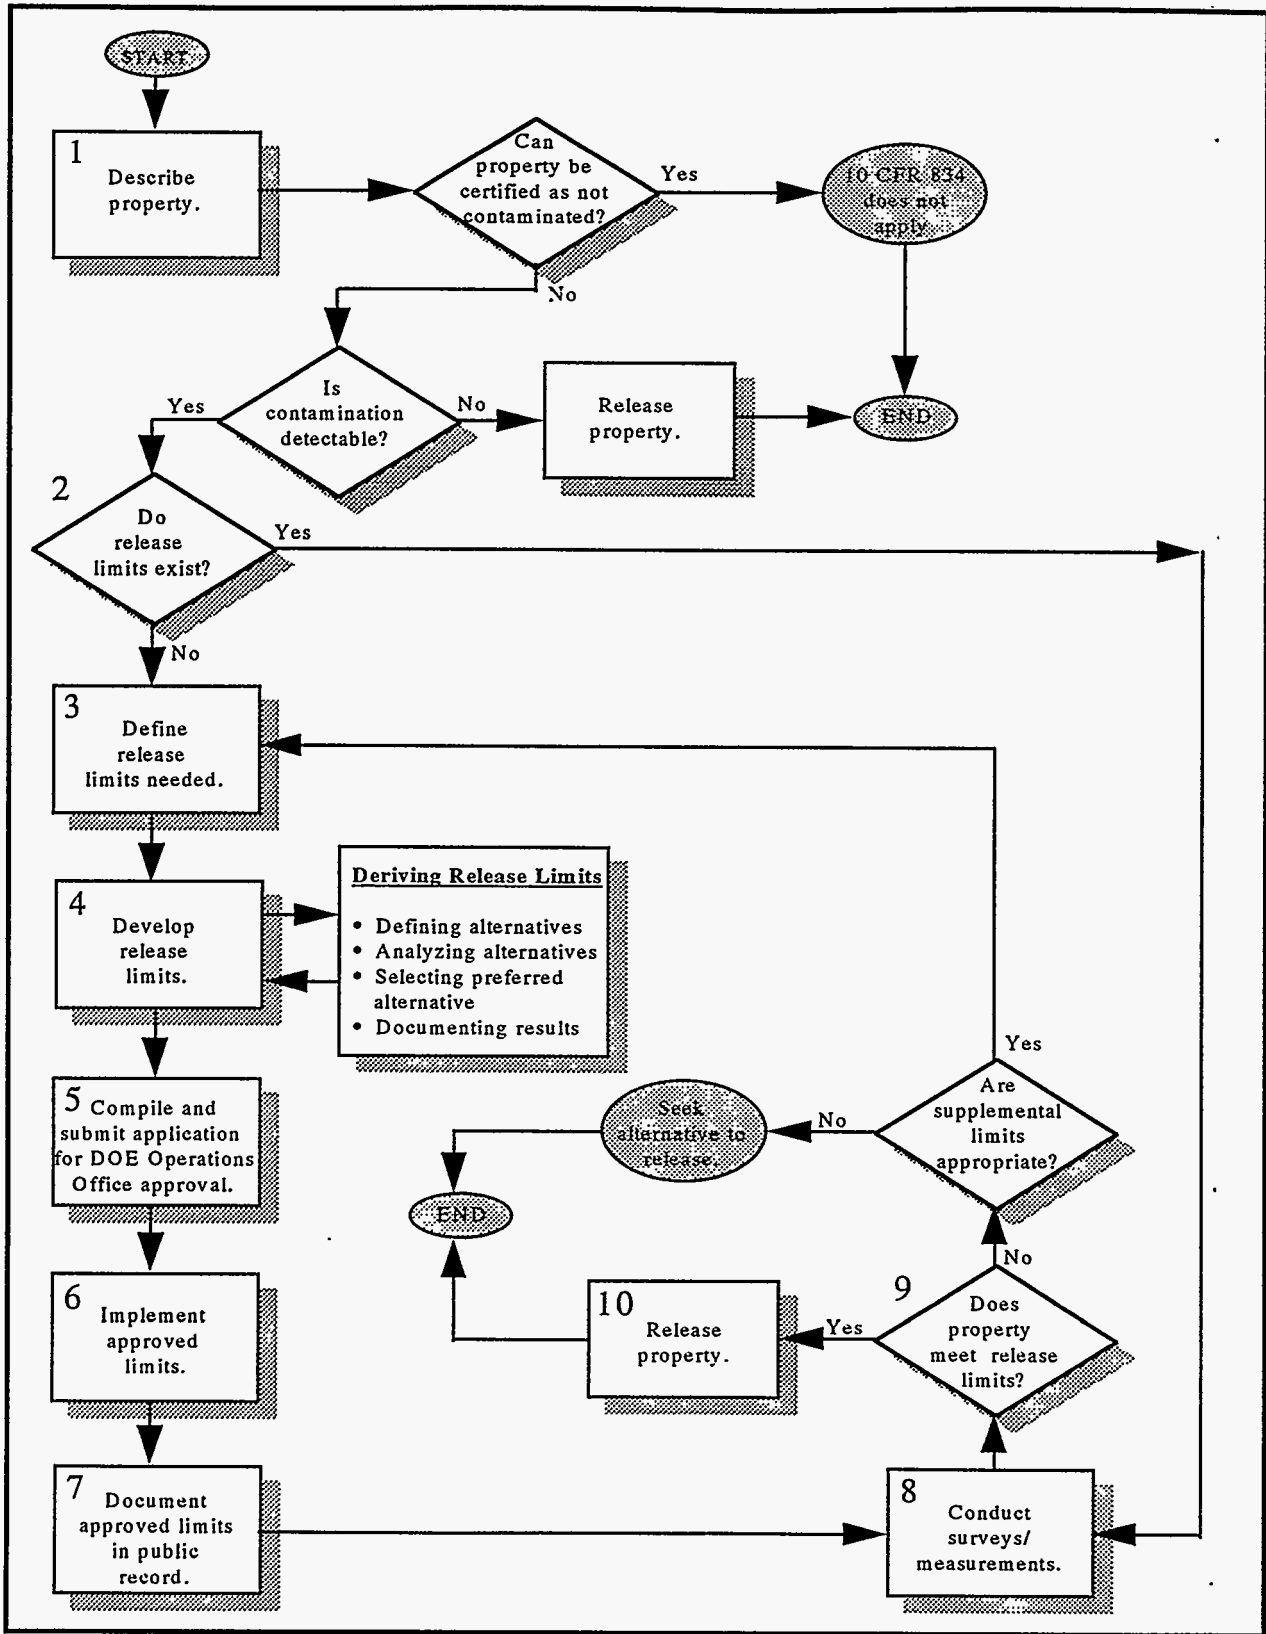 START
1
Describe
property.
Can
property be
certified as not
contaminated?
Yes
10 CFR 834
does not
apply
No
Is
contamination
detectable?
Yes
No
Release
property.
END
2
Do
release
limits exist?
Yes
No
3
Define
release
limits needed.
4
Develop
release
limits.
Deriving Release Limits
• Defining alternatives
• Analyzing alternatives
• Selecting preferred
alternative
• Documenting results
5 Compile and
submit application
for DOE Operations
Office approval.
6
Implement
approved
limits.
7
Document
approved limits
in public
record.
8
Conduct
surveys/
measurements.
9
Does
property
meet release
limits?
Yes
No
10
Release
property.
Are
supplemental
limits
appropriate?
Yes
No
Seek
alternative to
release.
END